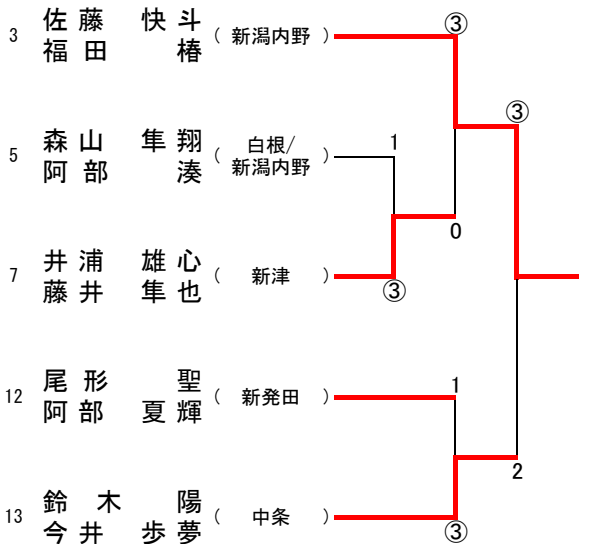 3 佐藤 快斗 ( 新潟内野 ) ③
福田 椿
③
5 森山 隼翔 ( 白根/ ) 1
阿部 湊 新潟内野
0
7 井浦 雄心 ( 新津 ) ③
藤井 隼也
12 尾形 聖 ( 新発田 ) 1
阿部 夏輝
2
13 鈴木 陽 ( 中条 ) ③
今井 歩夢